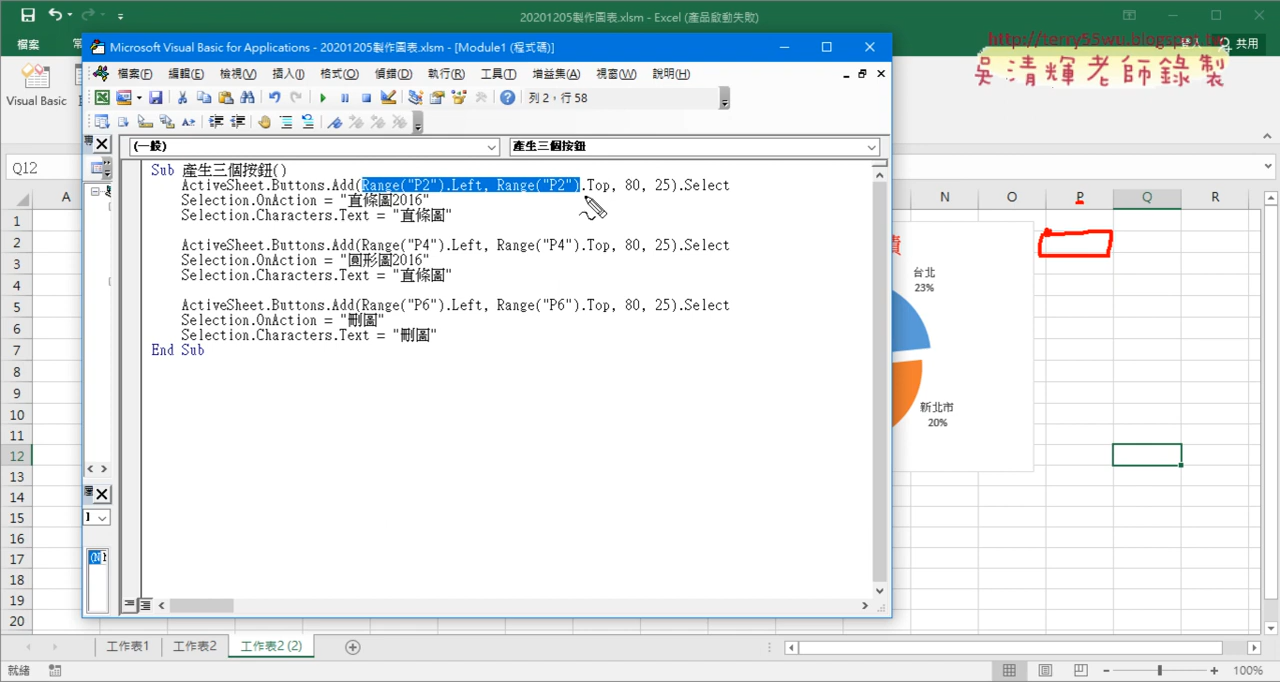 20201205製作圖表.xlsm - Excel (產品啟動失敗)
檔案
常
登入
共用
http://terry55wu.blogspot.tw
吳清輝老師錄製
Visual Basic
Microsoft Visual Basic for Applications - 20201205製作圖表.xlsm - [Module1 (程式碼)]
檔案(F) 編輯(E) 檢視(V) 插入(I) 格式(O) 偵錯(D) 執行(R) 工具(T) 增益集(A) 視窗(W) 說明(H)
列 2，行 58
(一般)
產生三個按鈕
Sub 產生三個按鈕()
ActiveSheet.Buttons.Add(Range("P2").Left, Range("P2").Top, 80, 25).Select
Selection.OnAction = "直條圖2016"
Selection.Characters.Text = "直條圖"
ActiveSheet.Buttons.Add(Range("P4").Left, Range("P4").Top, 80, 25).Select
Selection.OnAction = "圓形圖2016"
Selection.Characters.Text = "直條圖"
ActiveSheet.Buttons.Add(Range("P6").Left, Range("P6").Top, 80, 25).Select
Selection.OnAction = "刪圖"
Selection.Characters.Text = "刪圖"
End Sub
Q12
A N O P Q R
1
2
3
4
5
6
7
8
9
10
11
12
13
14
15
16
17
18
19
20
績
台北
23%
新北市
20%
工作表1 工作表2 工作表2 (2)
就緒
100%